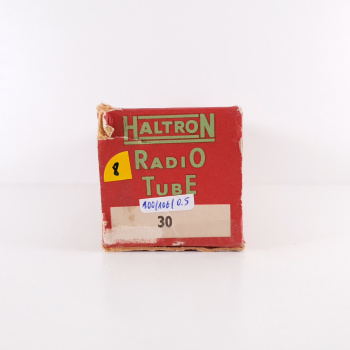 HALTRON
RADIO
8
TUBE
100/106/0.5
30